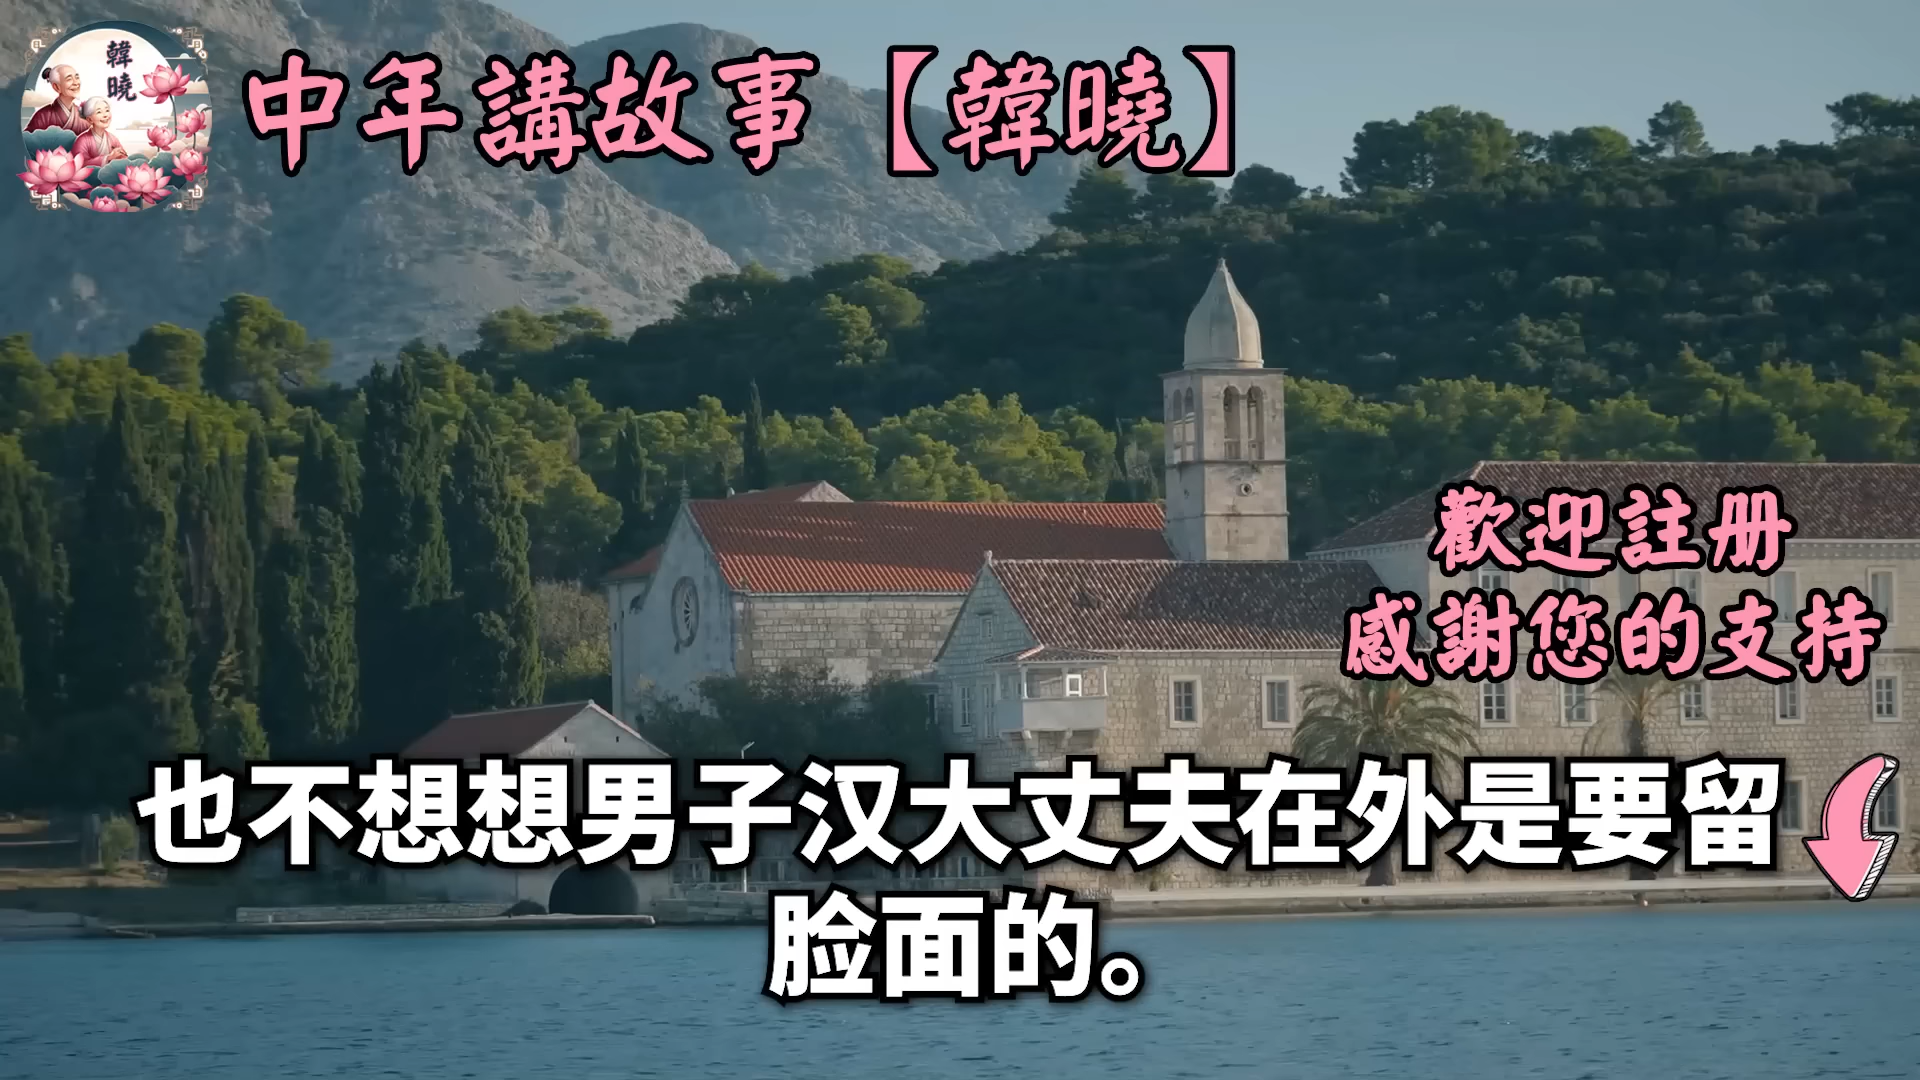 韓曉
中年講故事【韓曉】
歡迎註册
感謝您的支持
也不想想男子汉大丈夫在外是要留
脸面的。